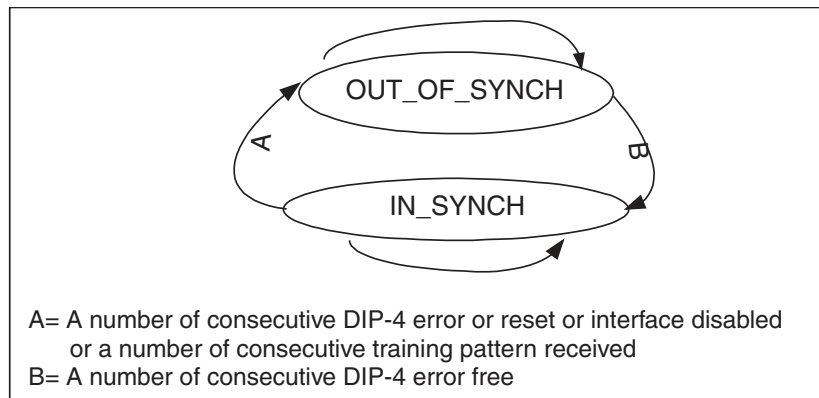 OUT_OF_SYNCH
A
B
IN_SYNCH
A= A number of consecutive DIP-4 error or reset or interface disabled
or a number of consecutive training pattern received
B= A number of consecutive DIP-4 error free